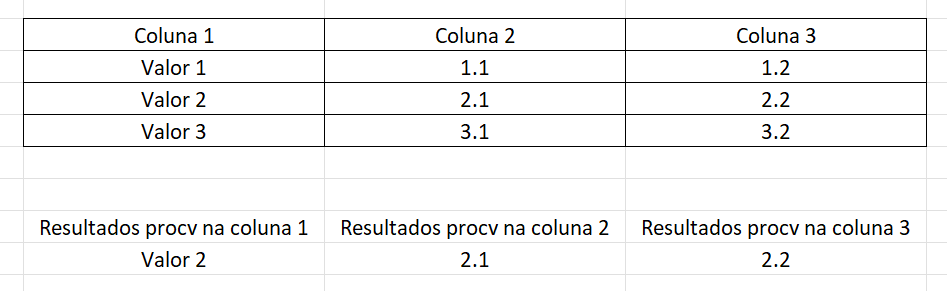 Coluna 1 Coluna 2 Coluna 3
Valor 1 1.1 1.2
Valor 2 2.1 2.2
Valor 3 3.1 3.2
Resultados procv na coluna 1 Resultados procv na coluna 2 Resultados procv na coluna 3
Valor 2 2.1 2.2